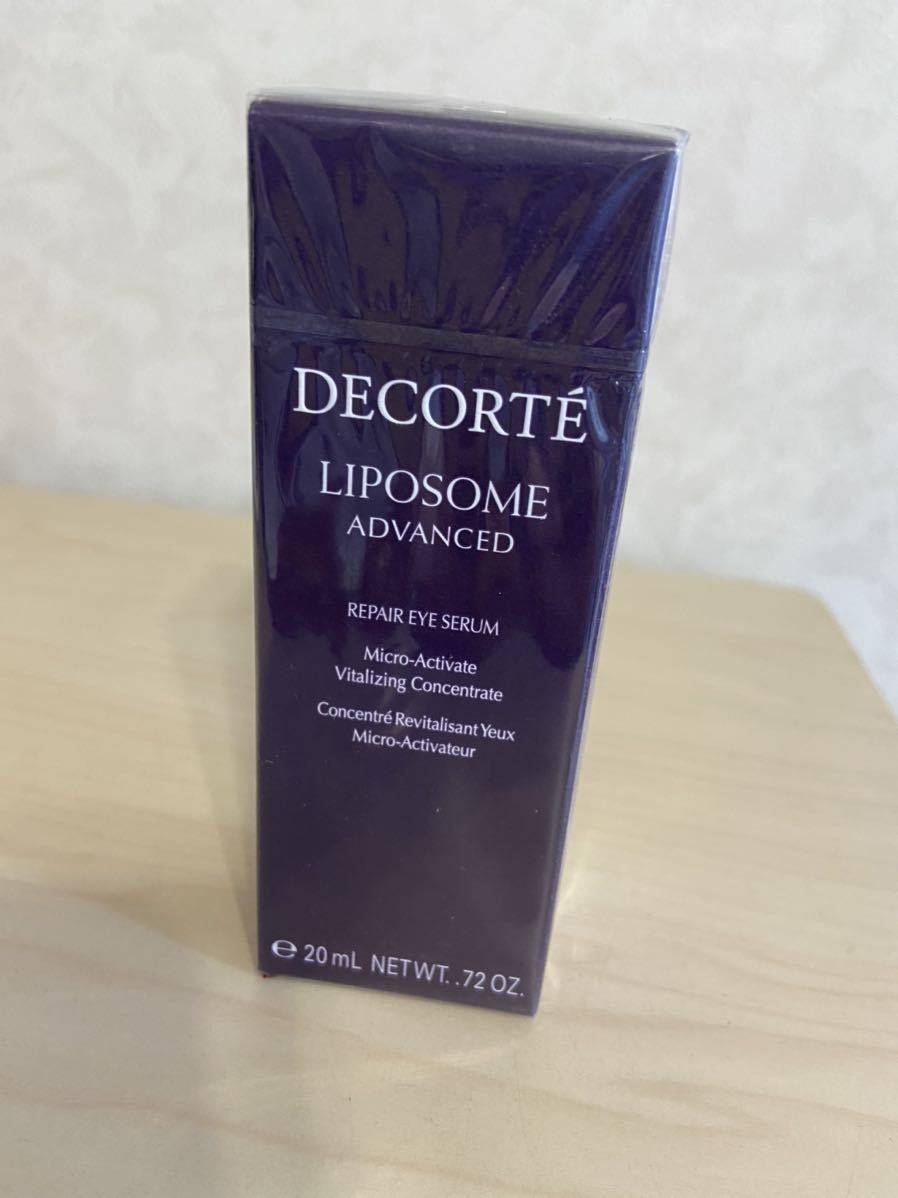 DECORTÉ
LIPOSOME
ADVANCED
REPAIR EYE SERUM
Micro-Activate
Vitalizing Concentrate
Concentré Revitalisant Yeux
Micro-Activateur
℮ 20 mL NET WT. .72 OZ.